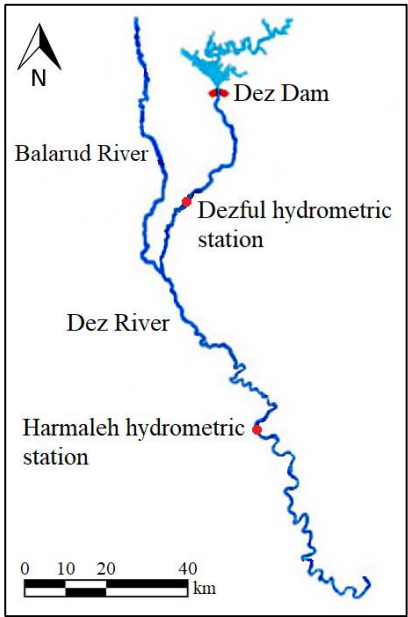 N
Dez Dam
Balarud River
Dezful hydrometric
station
Dez River
Harmaleh hydrometric
station
0 10 20 40
km